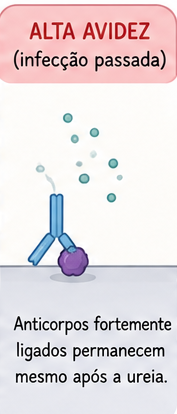 ALTA AVIDEZ
(infecção passada)
Anticorpos fortemente
ligados permanecem
mesmo após a ureia.